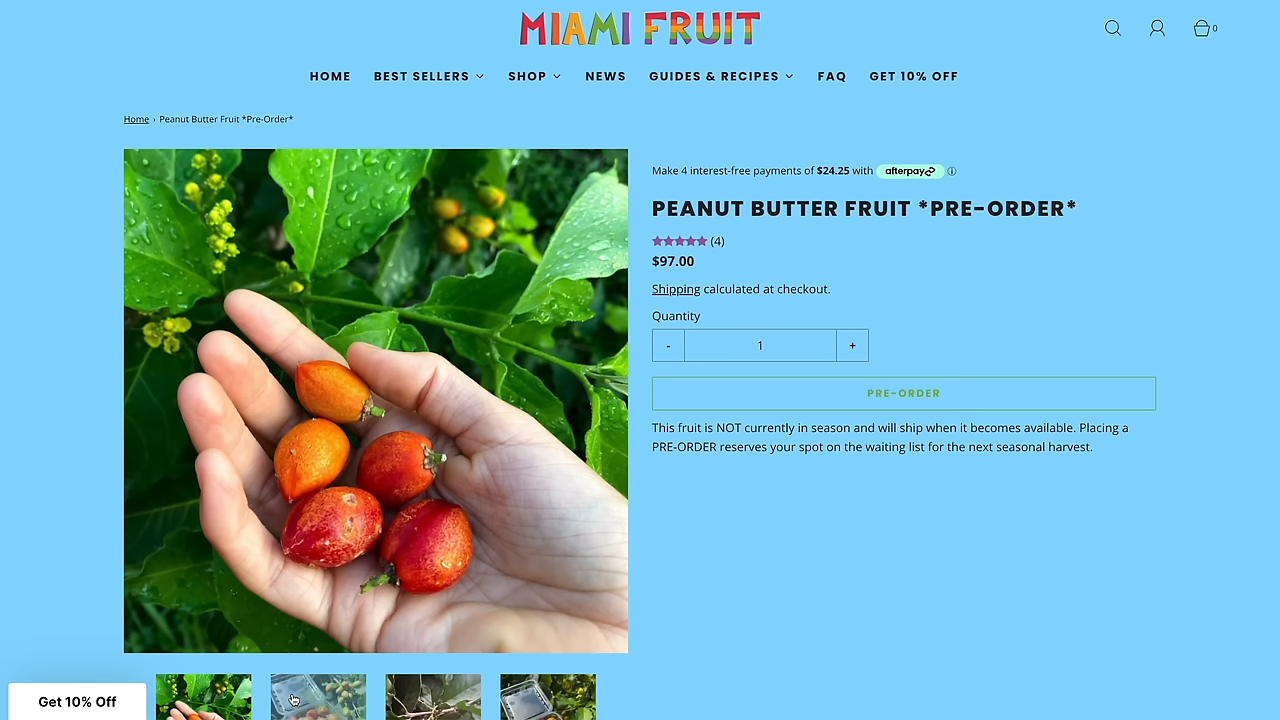 MIAMI FRUIT
0
HOME BEST SELLERS SHOP NEWS GUIDES & RECIPES FAQ GET 10% OFF
Home › Peanut Butter Fruit *Pre-Order*
Make 4 interest-free payments of $24.25 with afterpay
PEANUT BUTTER FRUIT *PRE-ORDER*
(4)
$97.00
Shipping calculated at checkout.
Quantity
- 1 +
PRE-ORDER
This fruit is NOT currently in season and will ship when it becomes available. Placing a
PRE-ORDER reserves your spot on the waiting list for the next seasonal harvest.
Get 10% Off